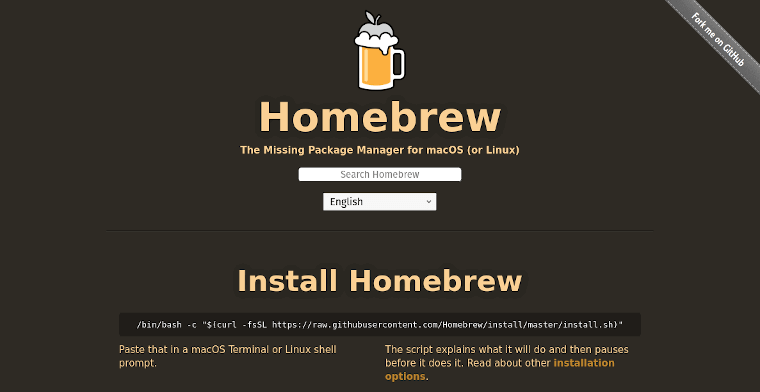 Fork me on GitHub
Homebrew
The Missing Package Manager for macOS (or Linux)
Search Homebrew
English
Install Homebrew
/bin/bash -c "$(curl -fsSL https://raw.githubusercontent.com/Homebrew/install/master/install.sh)"
Paste that in a macOS Terminal or Linux shell
prompt.
The script explains what it will do and then pauses
before it does it. Read about other installation
options.